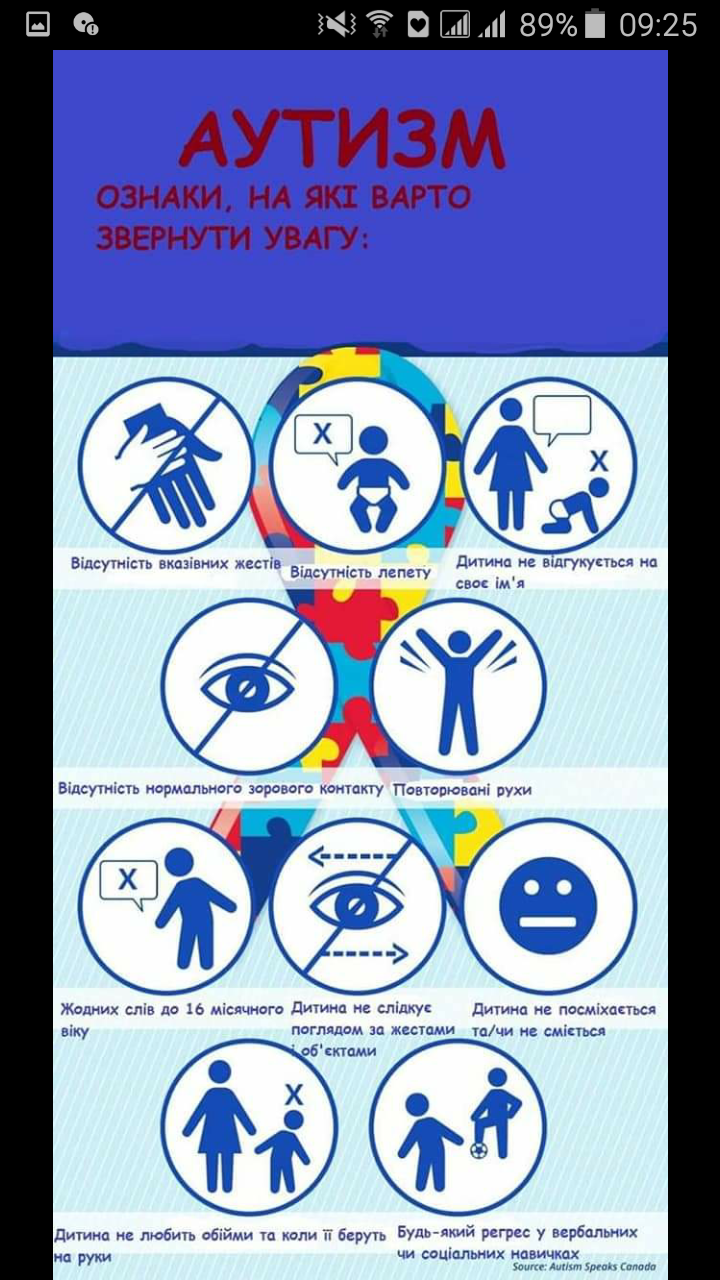 89% 09:25
АУТИЗМ
ОЗНАКИ, НА ЯКІ ВАРТО
ЗВЕРНУТИ УВАГУ:
X
X
Відсутність вказівних жестів
Відсутність лепету
Дитина не відгукується на
своє ім'я
Відсутність нормального зорового контакту
Повторювані рухи
X
Жодних слів до 16 місячного
віку
Дитина не слідкує
поглядом за жестами
і об'єктами
Дитина не посміхається
та/чи не сміється
X
Дитина не любить обійми та коли її беруть
на руки
Будь-який регрес у вербальних
чи соціальних навичках
Source: Autism Speaks Canada